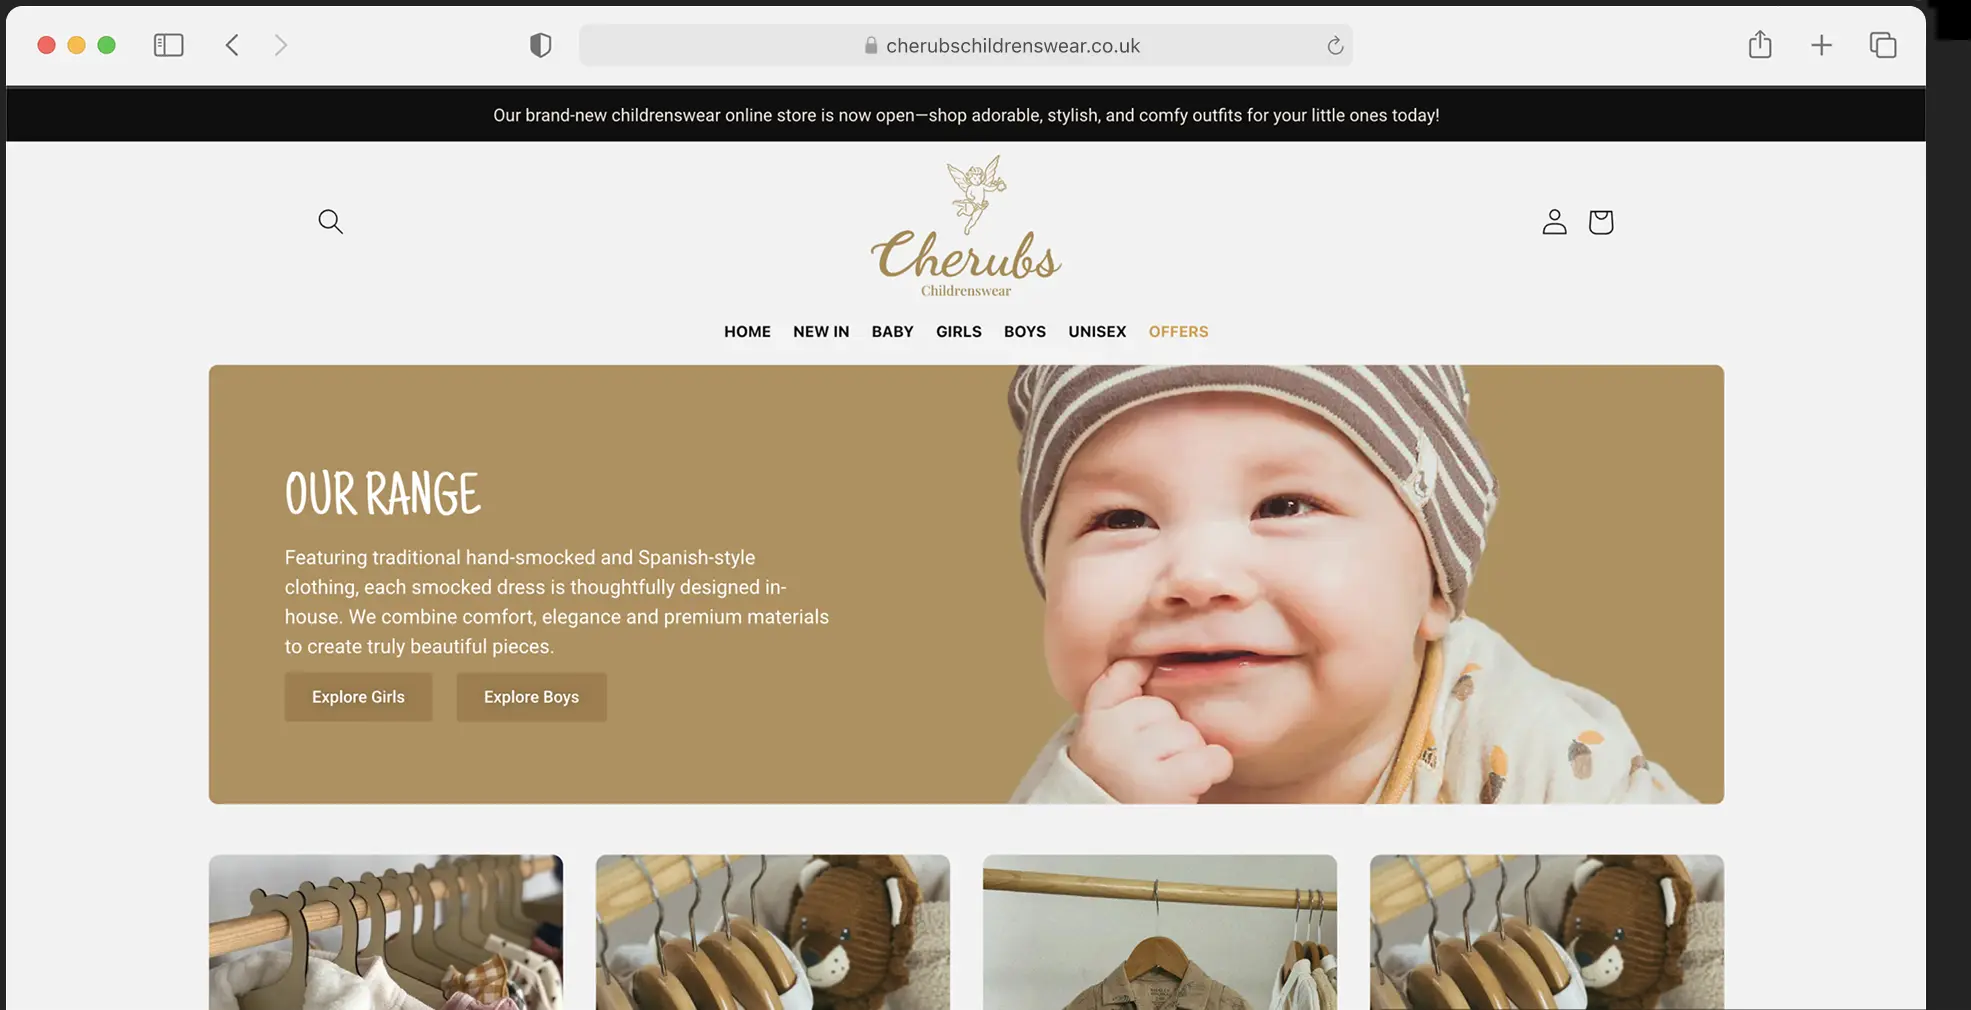 cherubschildrenswear.co.uk
Our brand-new childrenswear online store is now open—shop adorable, stylish, and comfy outfits for your little ones today!
Cherubs
Childrenswear
HOME NEW IN BABY GIRLS BOYS UNISEX OFFERS
OUR RANGE
Featuring traditional hand-smocked and Spanish-style
clothing, each smocked dress is thoughtfully designed in-
house. We combine comfort, elegance and premium materials
to create truly beautiful pieces.
Explore Girls Explore Boys